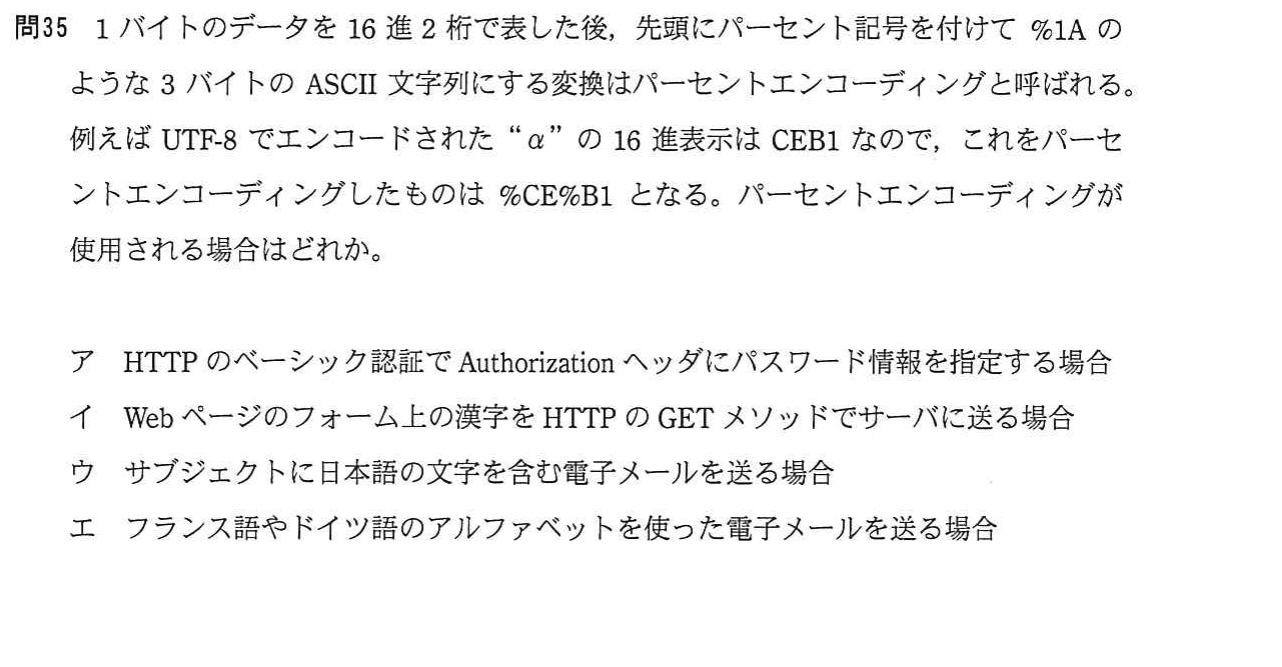 問35 1 バイトのデータを 16 進 2 桁で表した後，先頭にパーセント記号を付けて %1A の
ような 3 バイトの ASCII 文字列にする変換はパーセントエンコーディングと呼ばれる。
例えば UTF-8 でエンコードされた “α” の 16 進表示は CEB1 なので，これをパーセ
ントエンコーディングしたものは %CE%B1 となる。パーセントエンコーディングが
使用される場合はどれか。
ア HTTP のベーシック認証で Authorization ヘッダにパスワード情報を指定する場合
イ Web ページのフォーム上の漢字を HTTP の GET メソッドでサーバに送る場合
ウ サブジェクトに日本語の文字を含む電子メールを送る場合
エ フランス語やドイツ語のアルファベットを使った電子メールを送る場合